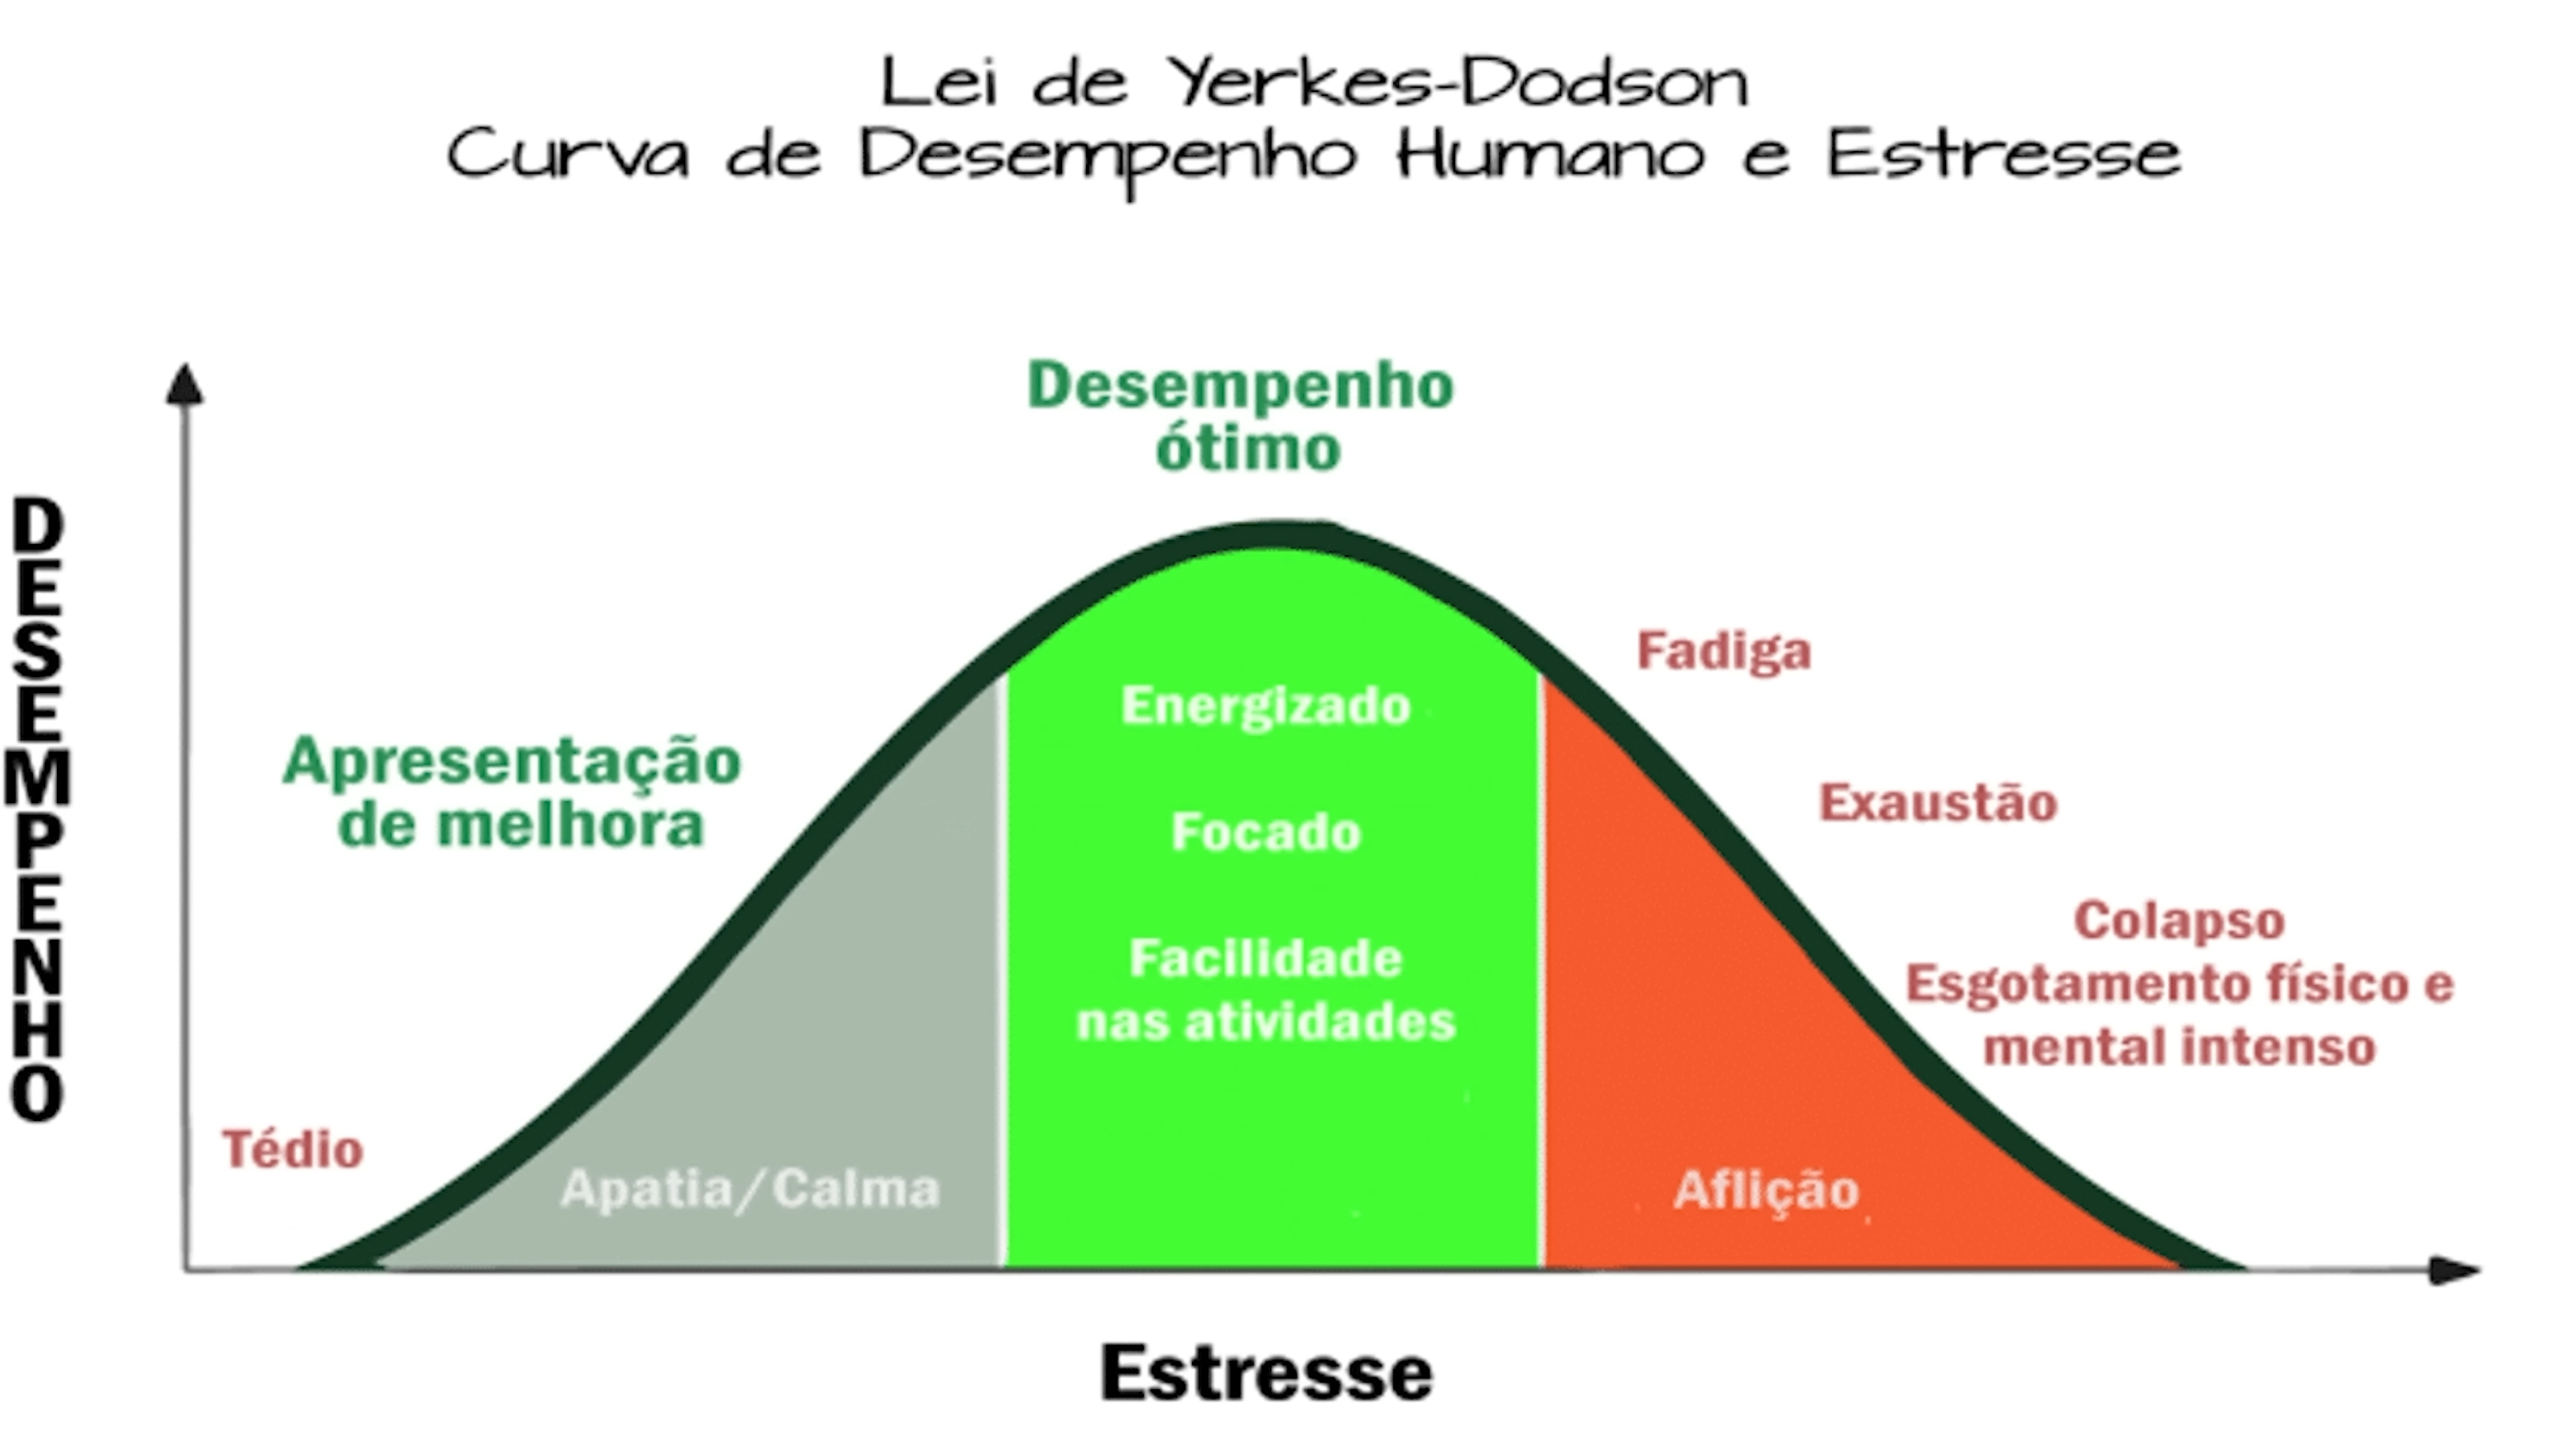 Lei de Yerkes-Dodson
Curva de Desempenho Humano e Estresse
Desempenho
ótimo
DESEMPENHO
Apresentação
de melhora
Tédio
Apatia/Calma
Energizado
Focado
Facilidade
nas atividades
Fadiga
Exaustão
Colapso
Esgotamento físico e
mental intenso
Aflição
Estresse